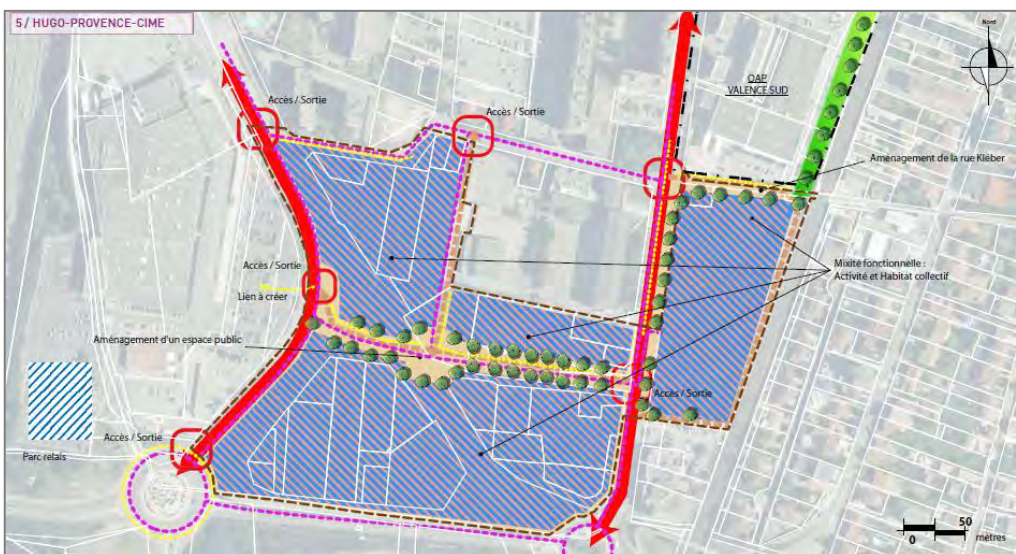 5/ HUGO-PROVENCE-CIME
Nord
OAP
VALENCE SUD
Accès / Sortie
Accès / Sortie
Aménagement de la rue Kléber
Accès / Sortie
Lien à créer
Mixité fonctionnelle :
Activité et Habitat collectif
Aménagement d'un espace public
Accès / Sortie
Accès / Sortie
Parc relais
50
0
mètres